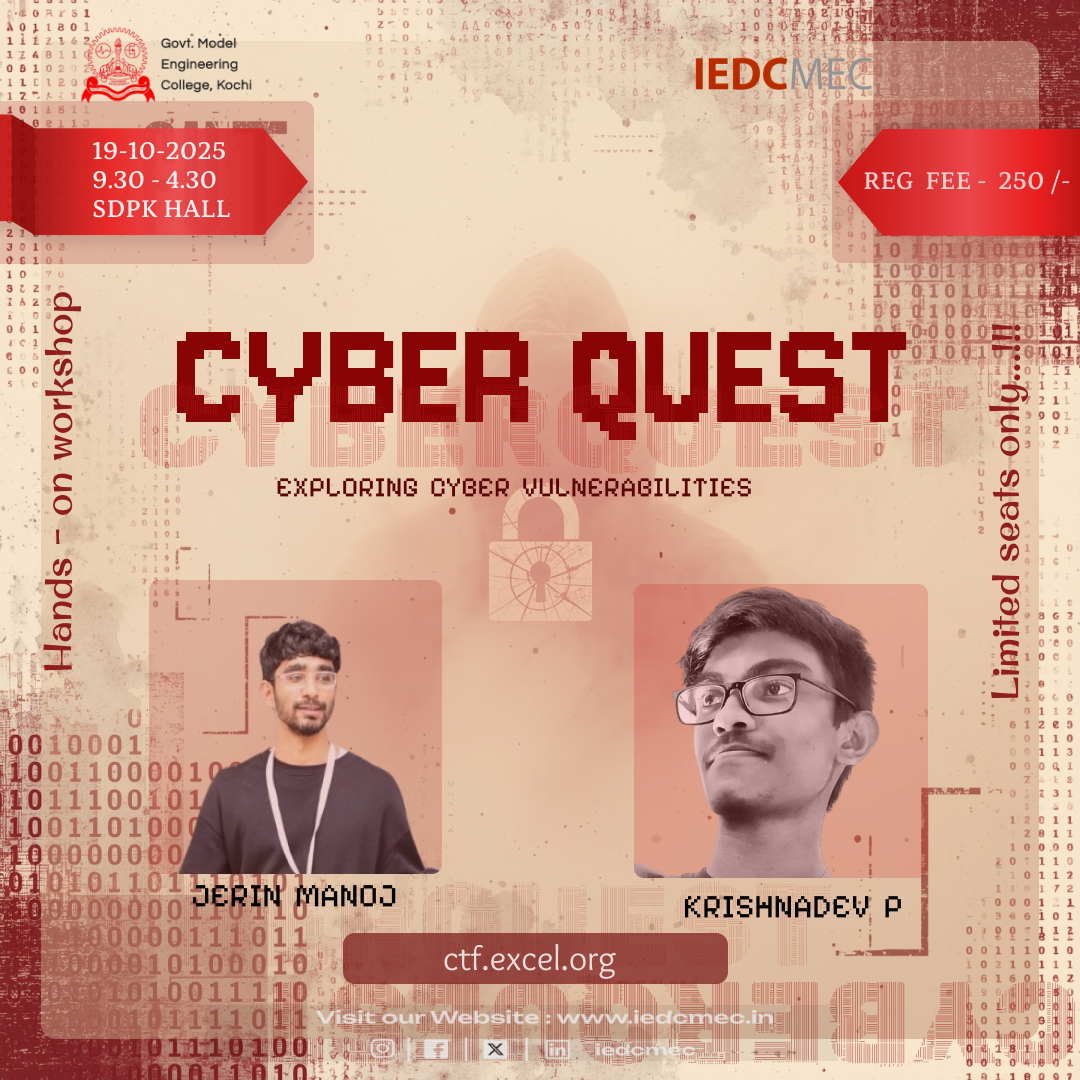 Govt. Model
Engineering
College, Kochi
IEDCMEC
19-10-2025
9.30 - 4.30
SDPK HALL
REG FEE - 250 /-
Hands - on workshop
CYBER QUEST
CYBERQUEST
EXPLORING CYBER VULNERABILITIES
Limited seats only.....!!!
JERIN MANOJ
KRISHNADEV P
ctf.excel.org
Visit our Website : www.iedcmec.in
iedcmec